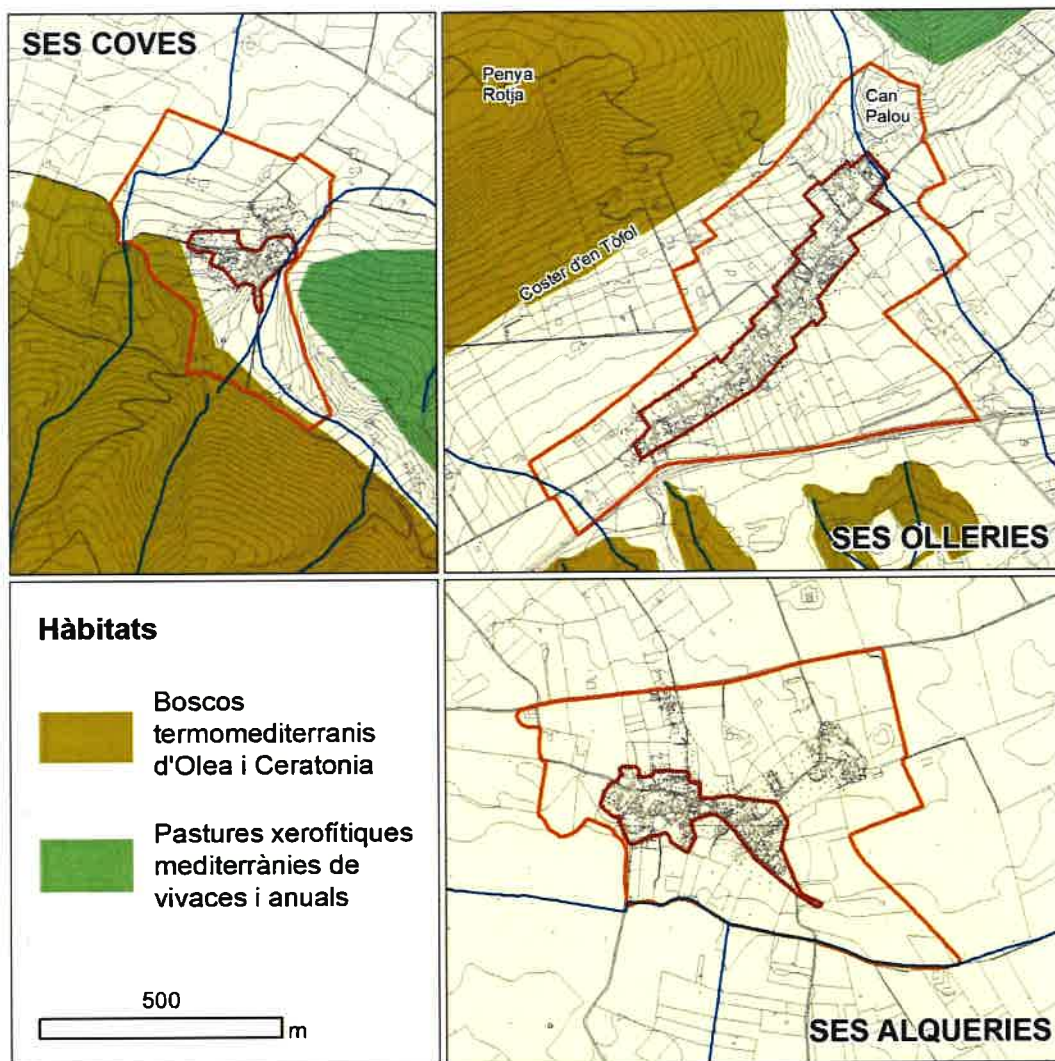 SES COVES
Penya
Rotja
Can
Palou
Coster d'en Tòfol
SES OLLERIES
Hàbitats
Boscos
termomediterranis
d'Olea i Ceratonia
Pastures xerofítiques
mediterrànies de
vivaces i anuals
500
m
SES ALQUERIES